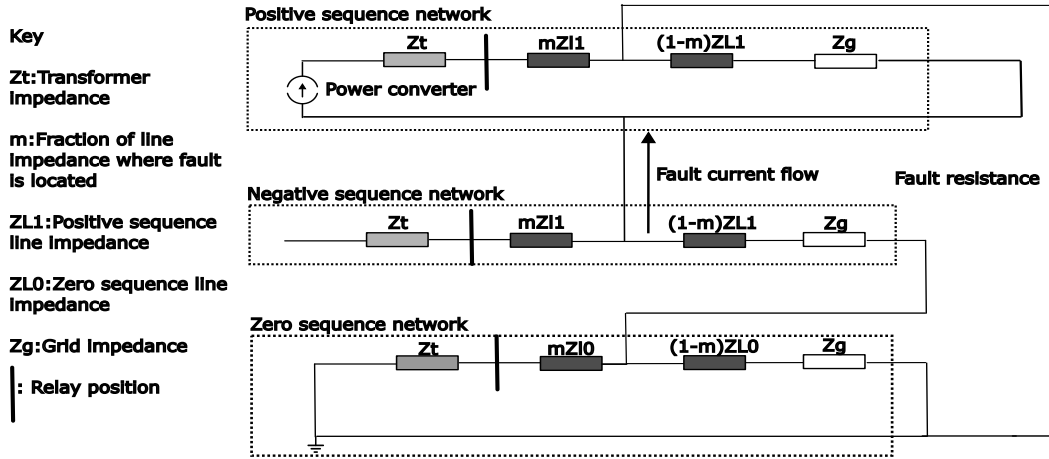 Positive sequence network
Key
Zt
mZl1
(1-m)ZL1
Zg
Zt:Transformer
impedance
Power converter
m:Fraction of line
impedance where fault
is located
Fault current flow
Fault resistance
Negative sequence network
ZL1:Positive sequence
line impedance
Zt
mZl1
(1-m)ZL1
Zg
ZL0:Zero sequence line
impedance
Zero sequence network
Zg:Grid impedance
Zt
mZl0
(1-m)ZL0
Zg
: Relay position